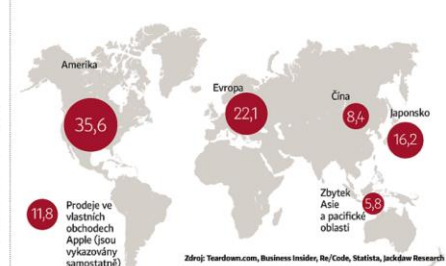 Amerika
35,6
Evropa
22,1
Čína
8,4
Japonsko
16,2
11,8
Prodeje ve
vlastních
obchodech
Apple (jsou
vykazovány
samostatně)
Zbytek
Asie
a pacifické
oblasti
5,8
Zdroj: Teardown.com, Business Insider, Re/Code, Statista, Jackdaw Research